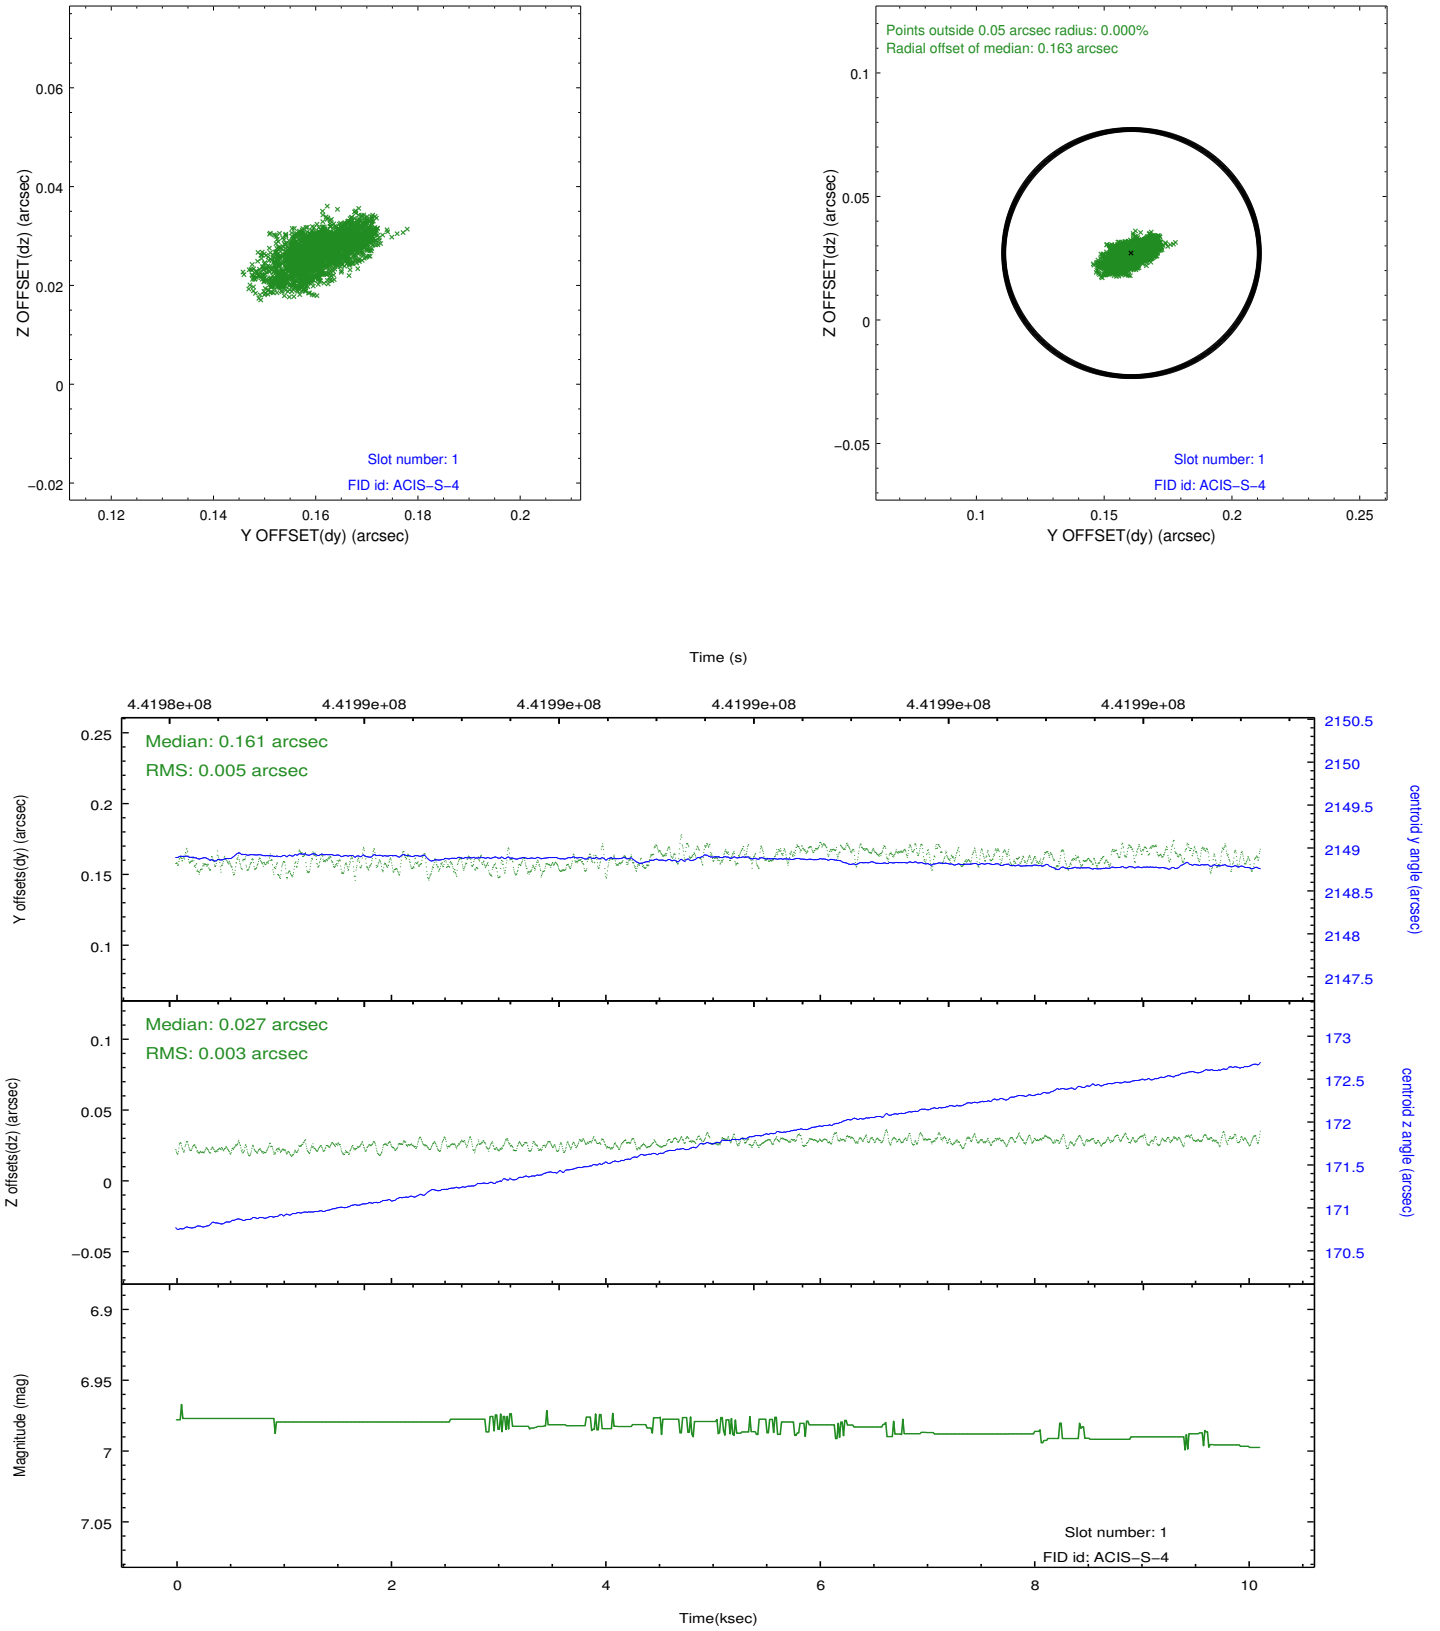 0.06
0.04
0.02
0
−0.02
0.12
0.14
0.16
0.18
0.2
Z OFFSET(dz) (arcsec)
Y OFFSET(dy) (arcsec)
Slot number: 1
FID id: ACIS−S−4
Points outside 0.05 arcsec radius: 0.000%
Radial offset of median: 0.163 arcsec
0.1
0.05
0
−0.05
0.1
0.15
0.2
0.25
Z OFFSET(dz) (arcsec)
Y OFFSET(dy) (arcsec)
Slot number: 1
FID id: ACIS−S−4
Time (s)
4.4198e+08
4.4199e+08
4.4199e+08
4.4199e+08
4.4199e+08
4.4199e+08
Median: 0.161 arcsec
RMS: 0.005 arcsec
0.25
0.2
0.15
0.1
Y offsets(dy) (arcsec)
2150.5
2150
2149.5
2149
2148.5
2148
2147.5
centroid y angle (arcsec)
Median: 0.027 arcsec
RMS: 0.003 arcsec
0.1
0.05
0
−0.05
Z offsets(dz) (arcsec)
173
172.5
172
171.5
171
170.5
centroid z angle (arcsec)
6.9
6.95
7
7.05
Magnitude (mag)
Slot number: 1
FID id: ACIS−S−4
0
2
4
6
8
10
Time(ksec)